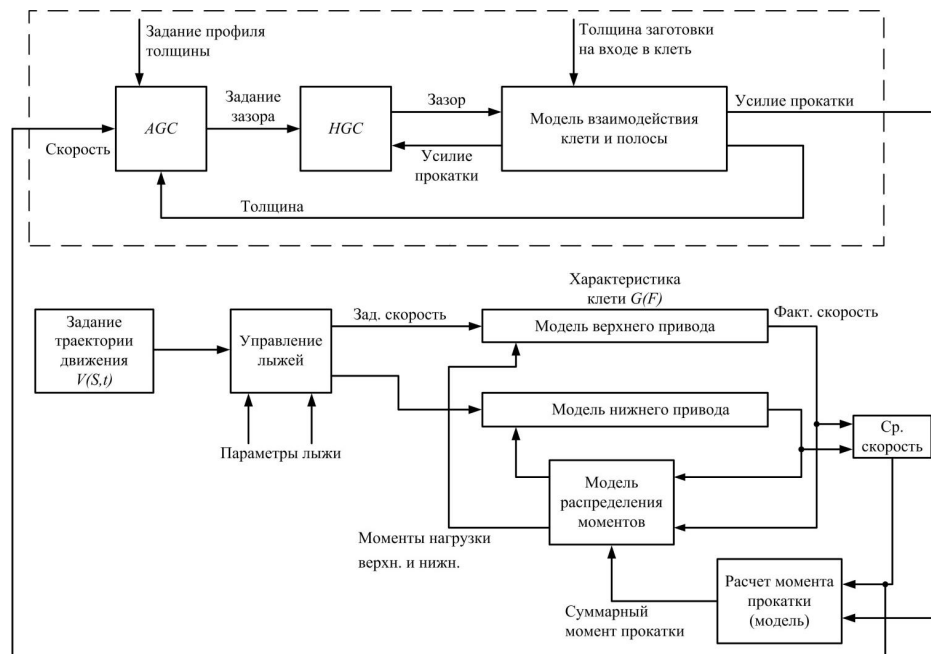 Задание профиля
толщины
Толщина заготовки
на входе в клеть
AGC
Задание
зазора
HGC
Зазор
Усилие
прокатки
Модель взаимодействия
клети и полосы
Усилие прокатки
Скорость
Толщина
Характеристика
клети G(F)
Задание
траектории
движения
V(S,t)
Управление
лыжей
Зад. скорость
Модель верхнего привода
Факт. скорость
Модель нижнего привода
Параметры лыжи
Ср.
скорость
Модель
распределения
моментов
Моменты нагрузки
верхн. и нижн.
Суммарный
момент прокатки
Расчет момента
прокатки
(модель)